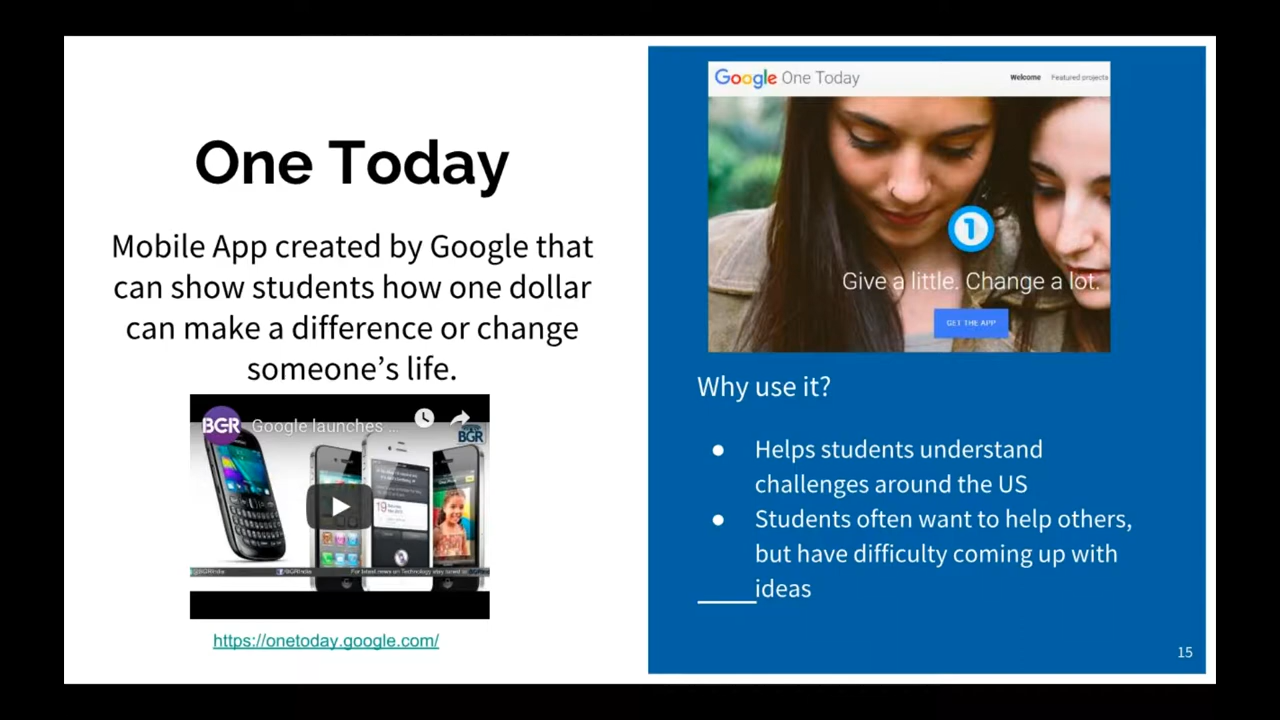 One Today
Mobile App created by Google that
can show students how one dollar
can make a difference or change
someone's life.
BGR
Google launches ...
BGR
19
https://onetoday.google.com/
Google One Today
Welcome Featured projects
1
Give a little. Change a lot.
GET THE APP
Why use it?
● Helps students understand
challenges around the US
● Students often want to help others,
but have difficulty coming up with
ideas
15